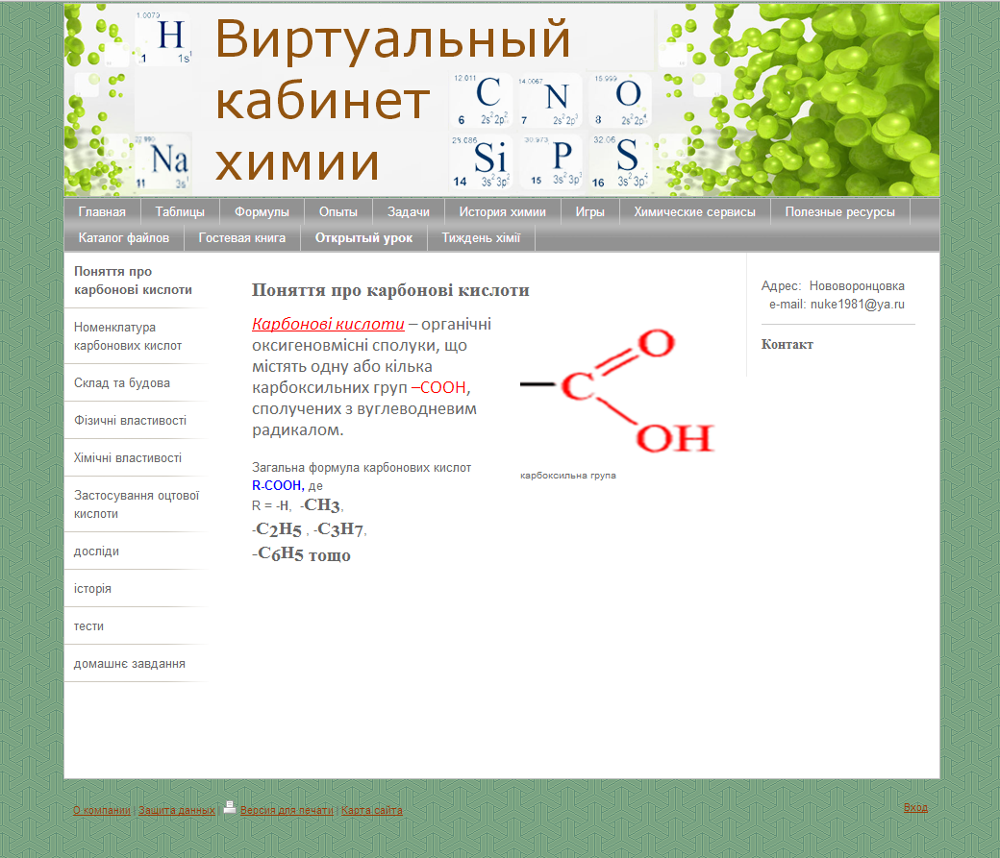 1.0079
H
1
1s¹
Виртуальный
кабинет
химии
12.011
C
6 2s²2p²
14.0067
N
7 2s²2p³
15.999
O
8 2s²2p⁴
22.990
Na
11 3s¹
28.086
Si
14 3s²3p²
30.973
P
15 3s²3p³
32.06
S
16 3s²3p⁴
Главная Таблицы Формулы Опыты Задачи История химии Игры Химические сервисы Полезные ресурсы
Каталог файлов Гостевая книга Открытый урок Тиждень хімії
Поняття про
карбонові кислоти
Номенклатура
карбонових кислот
Склад та будова
Фізичні властивості
Хімічні властивості
Застосування оцтової
кислоти
досліди
історія
тести
домашнє завдання
Поняття про карбонові кислоти
Карбонові кислоти – органічні
оксигеновмісні сполуки, що
містять одну або кілька
карбоксильних груп –COOH,
сполучених з вуглеводневим
радикалом.
Загальна формула карбонових кислот
R-COOH, де
R = -H, -CH3,
-C2H5 , -C3H7,
-C6H5 тощо
O
C
OH
карбоксильна група
Адрес: Нововоронцовка
e-mail: nuke1981@ya.ru
Контакт
О компании | Защита данных | Версия для печати | Карта сайта
Вход